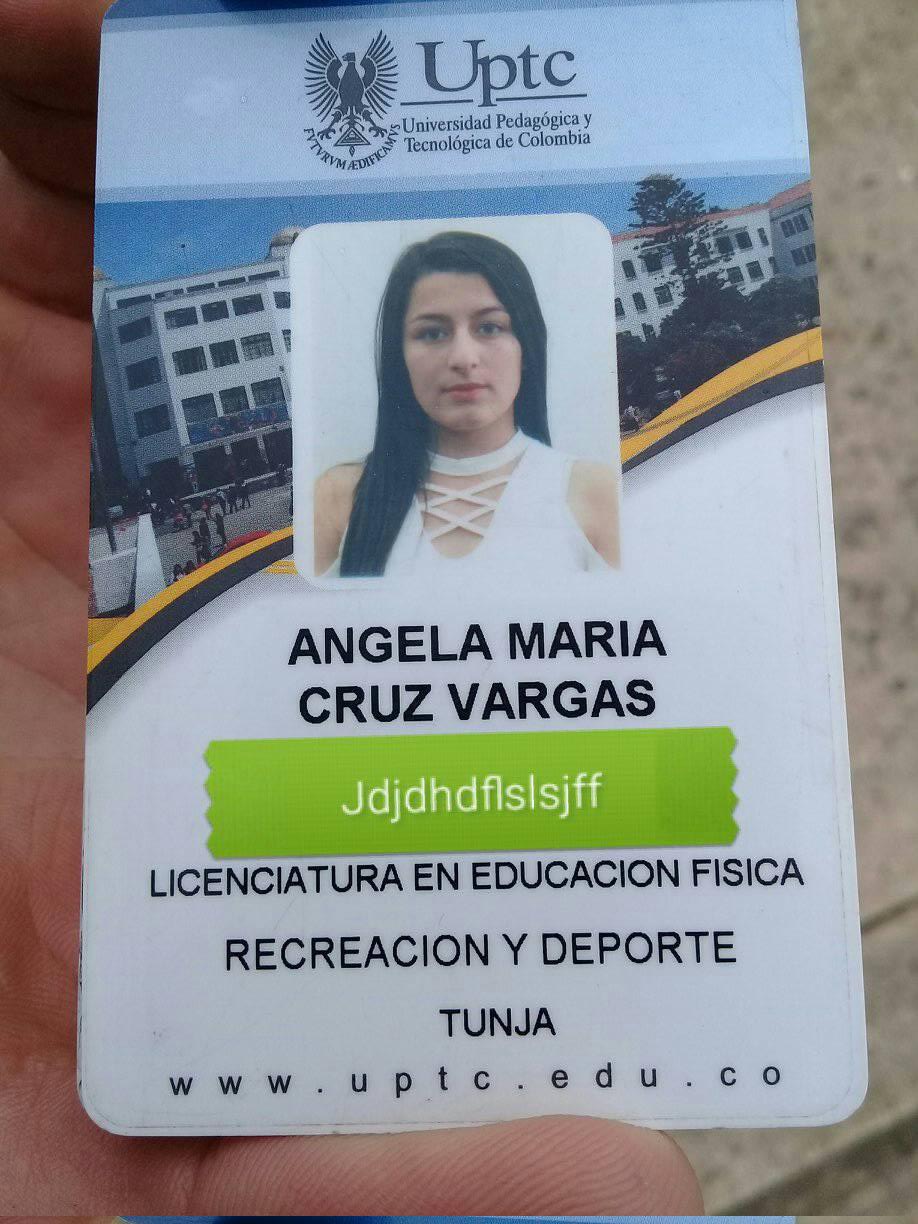 Uptc
Universidad Pedagógica y
Tecnológica de Colombia
FVTVRVM ÆDIFICAMVS
ANGELA MARIA
CRUZ VARGAS
Jdjdhdflslsjff
LICENCIATURA EN EDUCACION FISICA
RECREACION Y DEPORTE
TUNJA
www.uptc.edu.co